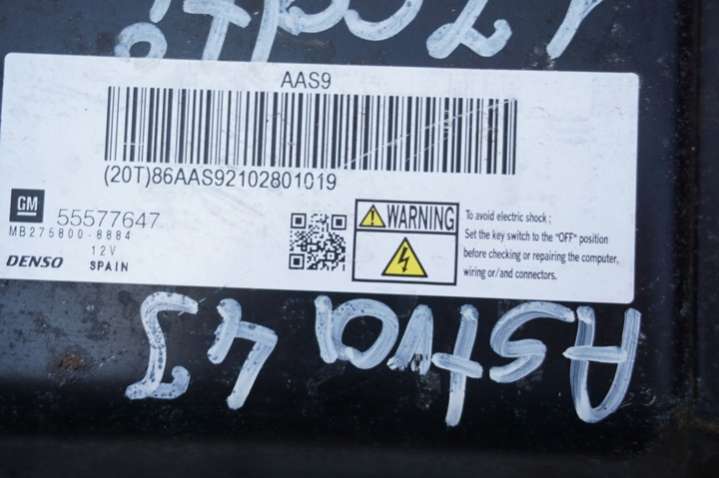 AAS9
(20T)86AAS92102801019
GM
55577647
MB275800-8884
12V
DENSO SPAIN
WARNING
To avoid electric shock ;
Set the key switch to the "OFF" position
before checking or repairing the computer,
wiring or/and connectors.
Astra